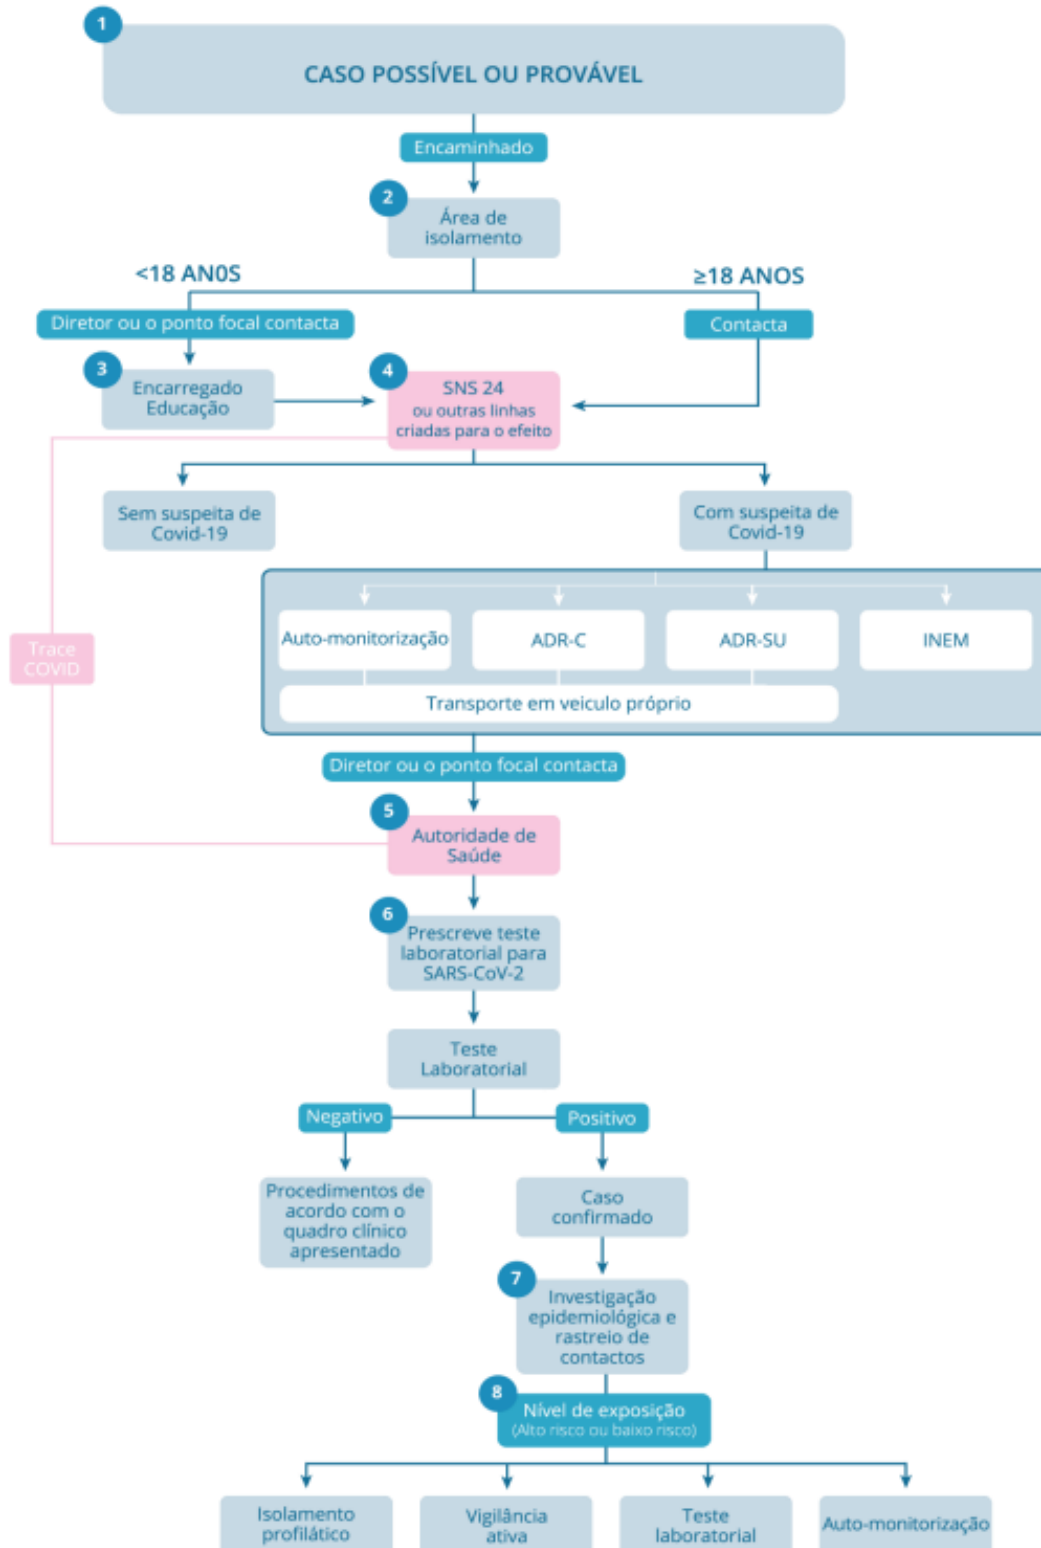 1
CASO POSSÍVEL OU PROVÁVEL
Encaminhado
2
Área de
isolamento
<18 AN0S
≥18 ANOS
Diretor ou o ponto focal contacta
Contacta
3
Encarregado
Educação
4
SNS 24
ou outras linhas
criadas para o efeito
Sem suspeita de
Covid-19
Com suspeita de
Covid-19
Trace
COVID
Auto-monitorização
ADR-C
ADR-SU
INEM
Transporte em veiculo próprio
Diretor ou o ponto focal contacta
5
Autoridade de
Saúde
6
Prescreve teste
laboratorial para
SARS-CoV-2
Teste
Laboratorial
Negativo
Positivo
Procedimentos de
acordo com o
quadro clínico
apresentado
Caso
confirmado
7
Investigação
epidemiológica e
rastreio de
contactos
8
Nível de exposição
(Alto risco ou baixo risco)
Isolamento
profilático
Vigilância
ativa
Teste
laboratorial
Auto-monitorização